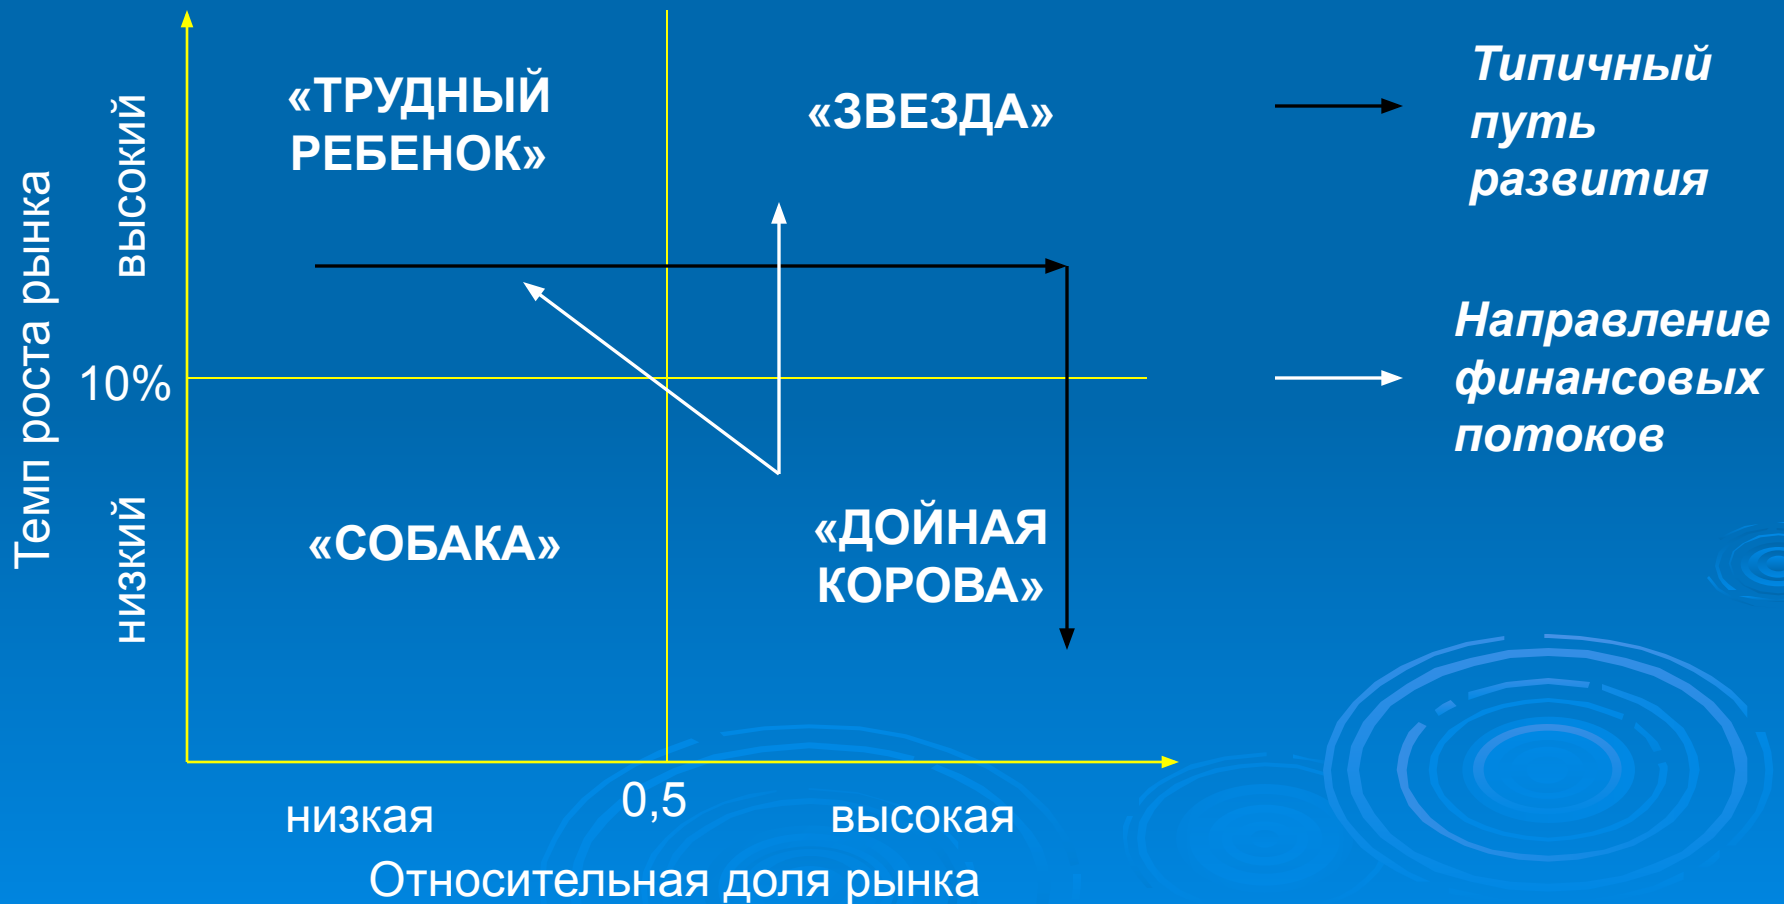 «ТРУДНЫЙ
РЕБЕНОК»
«ЗВЕЗДА»
Типичный
путь
развития
Темп роста рынка
высокий
10%
низкий
Направление
финансовых
потоков
«СОБАКА»
«ДОЙНАЯ
КОРОВА»
низкая
0,5
высокая
Относительная доля рынка